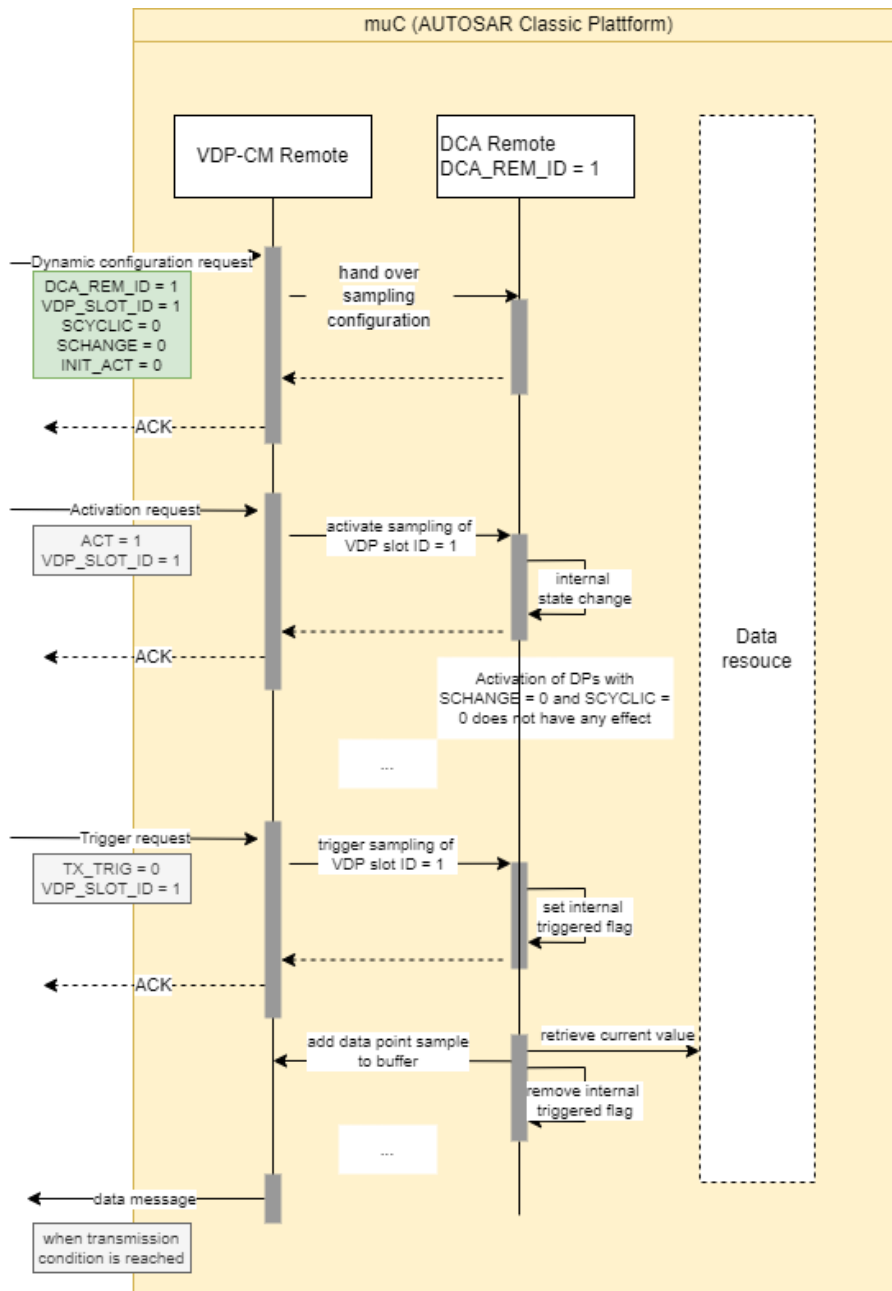 muC (AUTOSAR Classic Plattform)
VDP-CM Remote
DCA Remote
DCA_REM_ID = 1
Dynamic configuration request
DCA_REM_ID = 1
VDP_SLOT_ID = 1
SCYCLIC = 0
SCHANGE = 0
INIT_ACT = 0
hand over
sampling
configuration
ACK
Activation request
ACT = 1
VDP_SLOT_ID = 1
activate sampling of
VDP slot ID = 1
internal
state change
ACK
Data
resouce
Activation of DPs with
SCHANGE = 0 and SCYCLIC =
0 does not have any effect
...
Trigger request
TX_TRIG = 0
VDP_SLOT_ID = 1
trigger sampling of
VDP slot ID = 1
set internal
triggered flag
ACK
retrieve current value
add data point sample
to buffer
remove internal
triggered flag
...
data message
when transmission
condition is reached